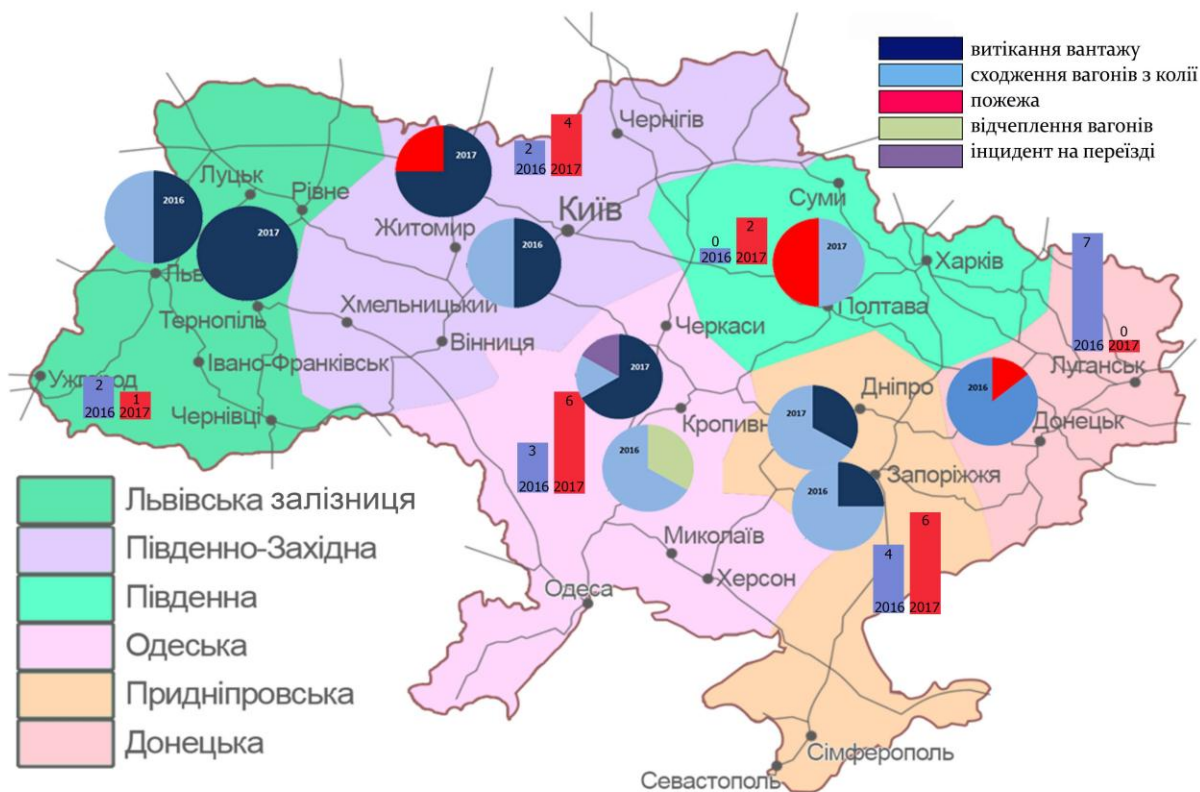 витікання вантажу
сходження вагонів з колії
пожежа
відчеплення вагонів
інцидент на переїзді
Чернігів
4
2
2016
2017
2017
Луцьк
Рівне
Суми
2016
Київ
Житомир
2017
2016
0
2
2016
2017
2017
7
0
2016
2017
Харків
Льв
Тернопіль
Хмельницький
Полтава
Черкаси
Вінниця
Івано-Франківськ
Луганськ
Ужгород
2017
2016
2
1
2016
2017
Чернівці
6
3
2016
2017
Кропивн
Дніпро
2017
Донецьк
2016
Запоріжжя
2016
Львівська залізниця
Південно-Західна
Південна
Одеська
Придніпровська
Донецька
Миколаїв
Херсон
Одеса
6
4
2016
2017
Сімферополь
Севастополь